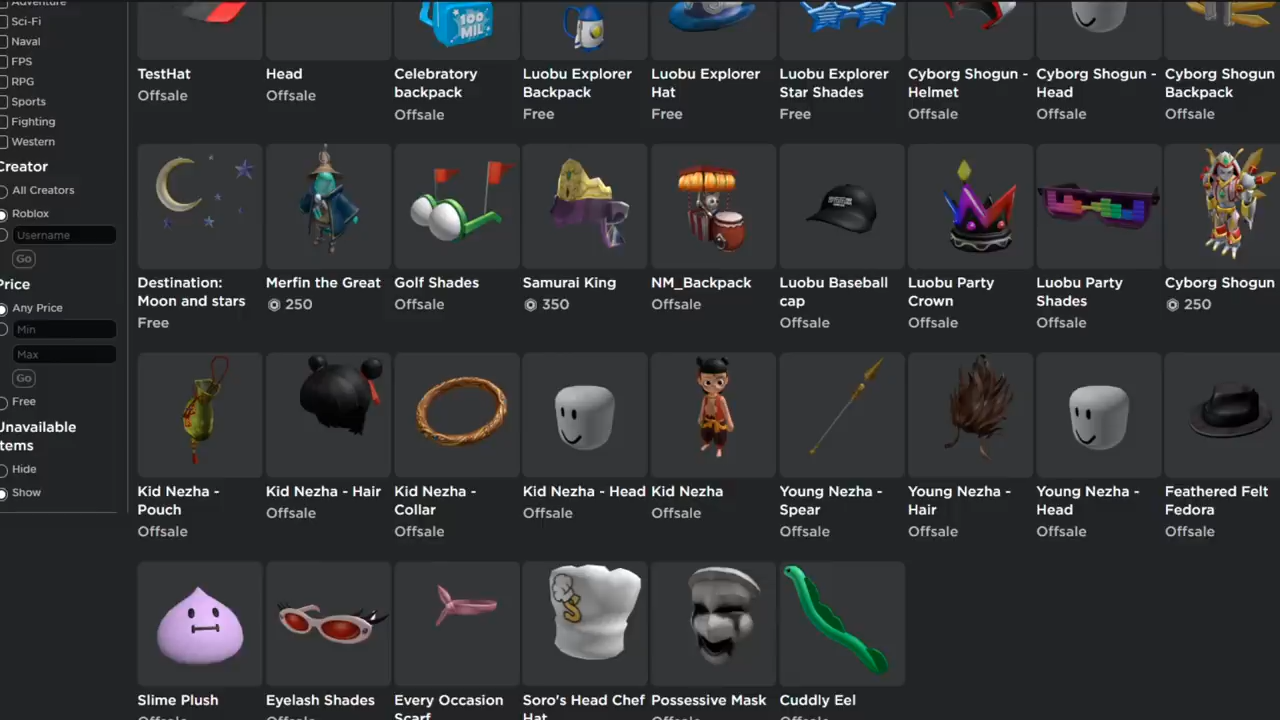 Adventure
Sci-Fi
Naval
FPS
RPG
Sports
Fighting
Western
Creator
All Creators
Roblox
Username
Go
Price
Any Price
Min
Max
Go
Free
Unavailable
Items
Hide
Show
100
MIL
TestHat
Offsale
Head
Offsale
Celebratory
backpack
Offsale
Luobu Explorer
Backpack
Free
Luobu Explorer
Hat
Free
Luobu Explorer
Star Shades
Free
Cyborg Shogun -
Helmet
Offsale
Cyborg Shogun -
Head
Offsale
Cyborg Shogun
Backpack
Offsale
Destination:
Moon and stars
Free
Merfin the Great
250
Golf Shades
Offsale
Samurai King
350
NM_Backpack
Offsale
Luobu Baseball
cap
Offsale
Luobu Party
Crown
Offsale
Luobu Party
Shades
Offsale
Cyborg Shogun
250
Kid Nezha -
Pouch
Offsale
Kid Nezha - Hair
Offsale
Kid Nezha -
Collar
Offsale
Kid Nezha - Head
Offsale
Kid Nezha
Offsale
Young Nezha -
Spear
Offsale
Young Nezha -
Hair
Offsale
Young Nezha -
Head
Offsale
Feathered Felt
Fedora
Offsale
S
Slime Plush
Offsale
Eyelash Shades
Offsale
Every Occasion
Scarf
Soro's Head Chef
Hat
Possessive Mask
Offsale
Cuddly Eel
Offsale